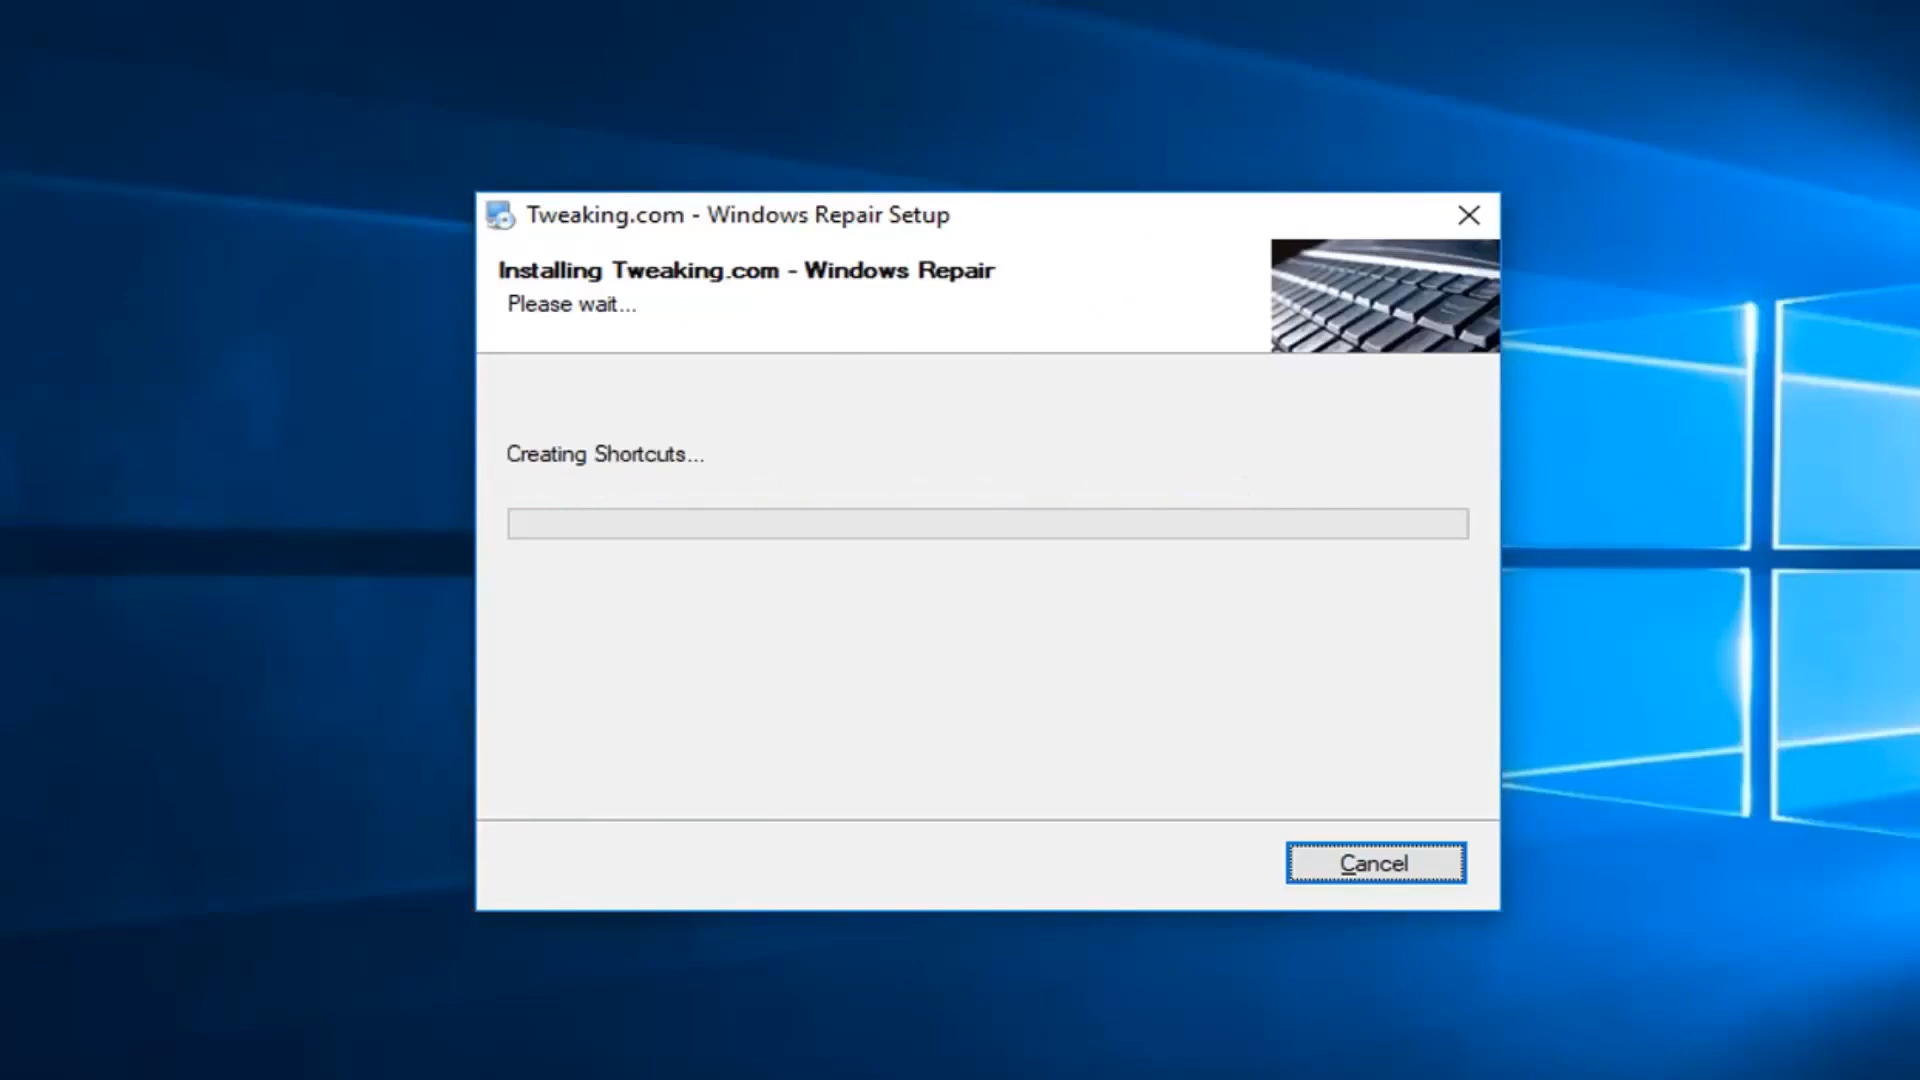 Tweaking.com - Windows Repair Setup
Installing Tweaking.com - Windows Repair
Please wait...
Creating Shortcuts...
Cancel